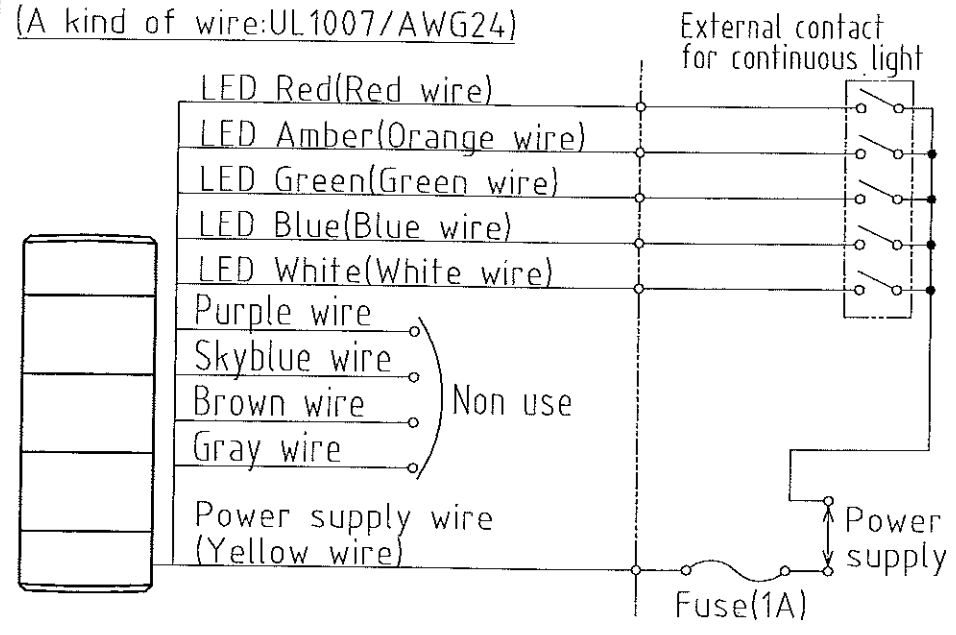 (A kind of wire:UL1007/AWG24)
External contact
for continuous light
LED Red(Red wire)
LED Amber(Orange wire)
LED Green(Green wire)
LED Blue(Blue wire)
LED White(White wire)
Purple wire
Skyblue wire
Brown wire
Gray wire
Non use
Power supply wire
(Yellow wire)
Power
supply
Fuse(1A)